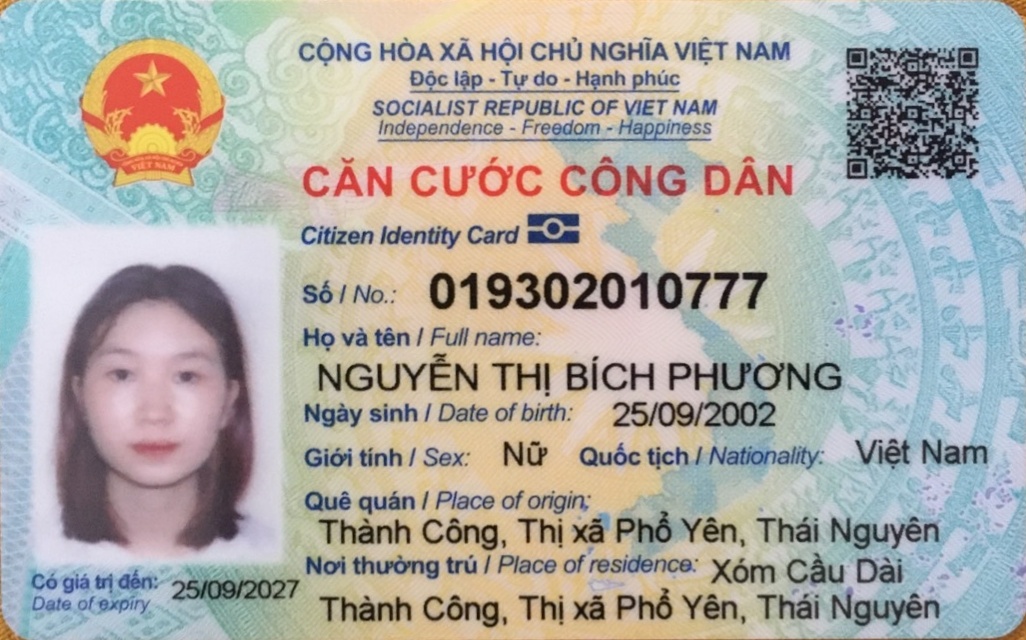 CỘNG HÒA XÃ HỘI CHỦ NGHĨA VIỆT NAM
Độc lập - Tự do - Hạnh phúc
SOCIALIST REPUBLIC OF VIET NAM
Independence - Freedom - Happiness
CĂN CƯỚC CÔNG DÂN
Citizen Identity Card
VIỆT NAM
Số / No.: 019302010777
Họ và tên / Full name:
NGUYỄN THỊ BÍCH PHƯƠNG
Ngày sinh / Date of birth: 25/09/2002
Giới tính / Sex: Nữ Quốc tịch / Nationality: Việt Nam
Quê quán / Place of origin:
Thành Công, Thị xã Phổ Yên, Thái Nguyên
Nơi thường trú / Place of residence: Xóm Cầu Dài
Thành Công, Thị xã Phổ Yên, Thái Nguyên
Có giá trị đến: 25/09/2027
Date of expiry